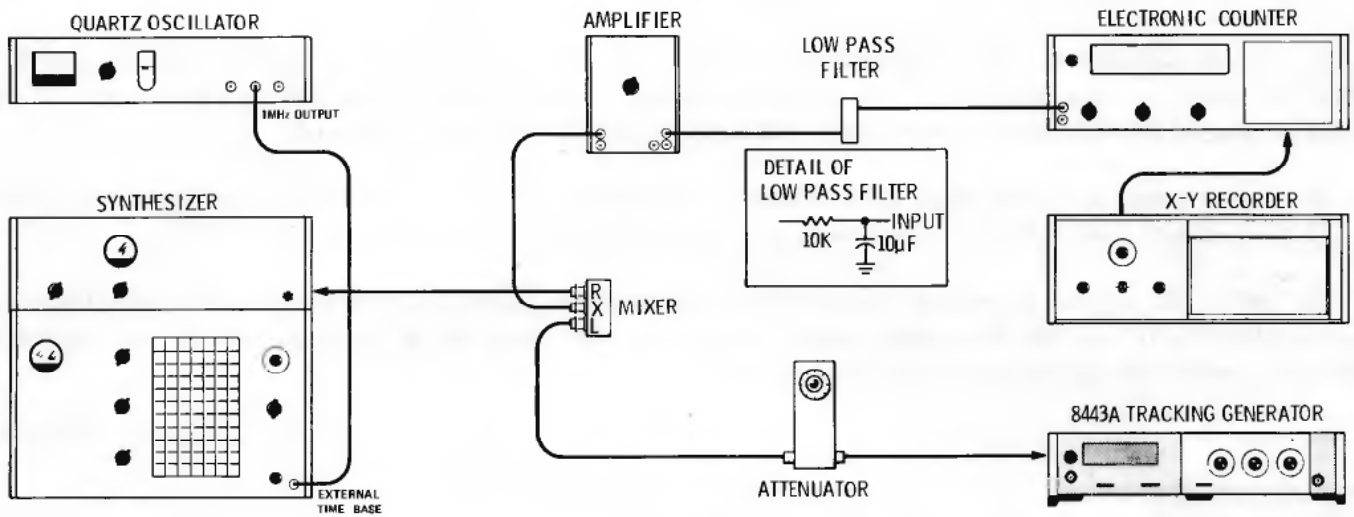 QUARTZ OSCILLATOR
1MHz OUTPUT
AMPLIFIER
LOW PASS
FILTER
ELECTRONIC COUNTER
DETAIL OF
LOW PASS FILTER
INPUT
10K
10μF
X-Y RECORDER
SYNTHESIZER
R
X
L
MIXER
EXTERNAL
TIME BASE
ATTENUATOR
8443A TRACKING GENERATOR